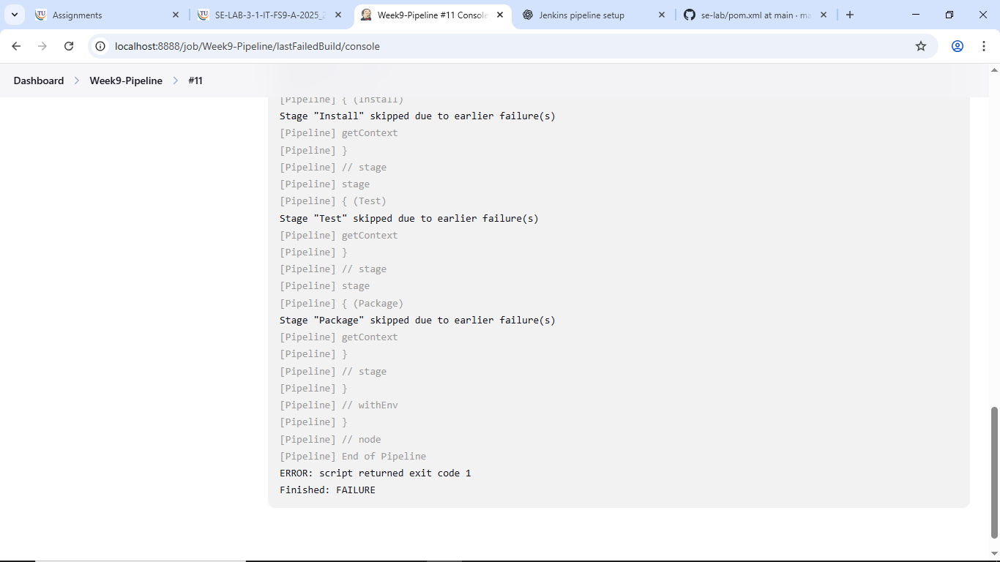 Assignments
SE-LAB-3-1-IT-FS9-A-2025_2
Week9-Pipeline #11 Console
Jenkins pipeline setup
se-lab/pom.xml at main · ma
localhost:8888/job/Week9-Pipeline/lastFailedBuild/console
Dashboard > Week9-Pipeline > #11
[Pipeline] { (Install)
Stage "Install" skipped due to earlier failure(s)
[Pipeline] getContext
[Pipeline] }
[Pipeline] // stage
[Pipeline] stage
[Pipeline] { (Test)
Stage "Test" skipped due to earlier failure(s)
[Pipeline] getContext
[Pipeline] }
[Pipeline] // stage
[Pipeline] stage
[Pipeline] { (Package)
Stage "Package" skipped due to earlier failure(s)
[Pipeline] getContext
[Pipeline] }
[Pipeline] // stage
[Pipeline] }
[Pipeline] // withEnv
[Pipeline] }
[Pipeline] // node
[Pipeline] End of Pipeline
ERROR: script returned exit code 1
Finished: FAILURE